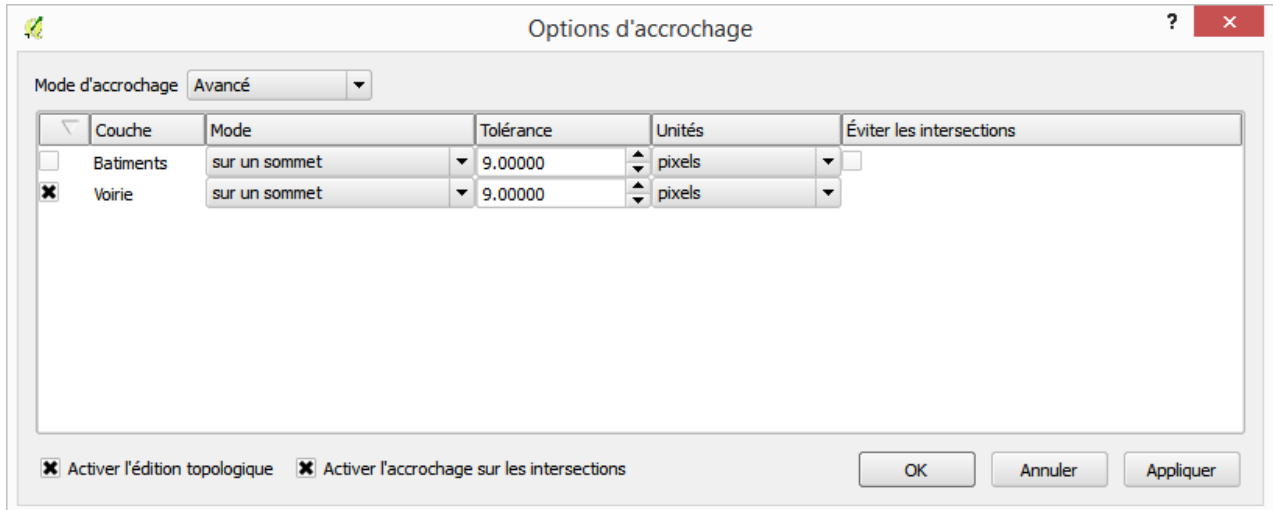 Options d'accrochage
?
Mode d'accrochage Avancé
Couche Mode Tolérance Unités Éviter les intersections
Batiments sur un sommet 9.00000 pixels
Voirie sur un sommet 9.00000 pixels
Activer l'édition topologique Activer l'accrochage sur les intersections OK Annuler Appliquer